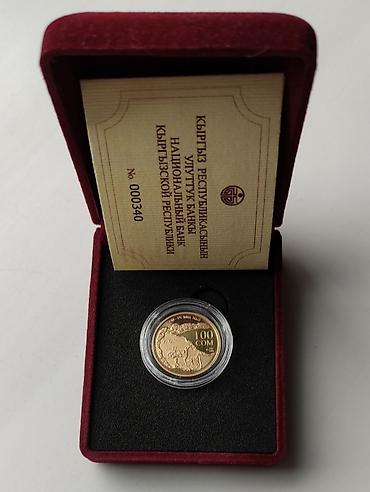 КЫРГЫЗ РЕСПУБЛИКАСЫНЫН
УЛУТТУК БАНКЫ
НАЦИОНАЛЬНЫЙ БАНК
КЫРГЫЗСКОЙ РЕСПУБЛИКИ
No 000340
100
СОМ